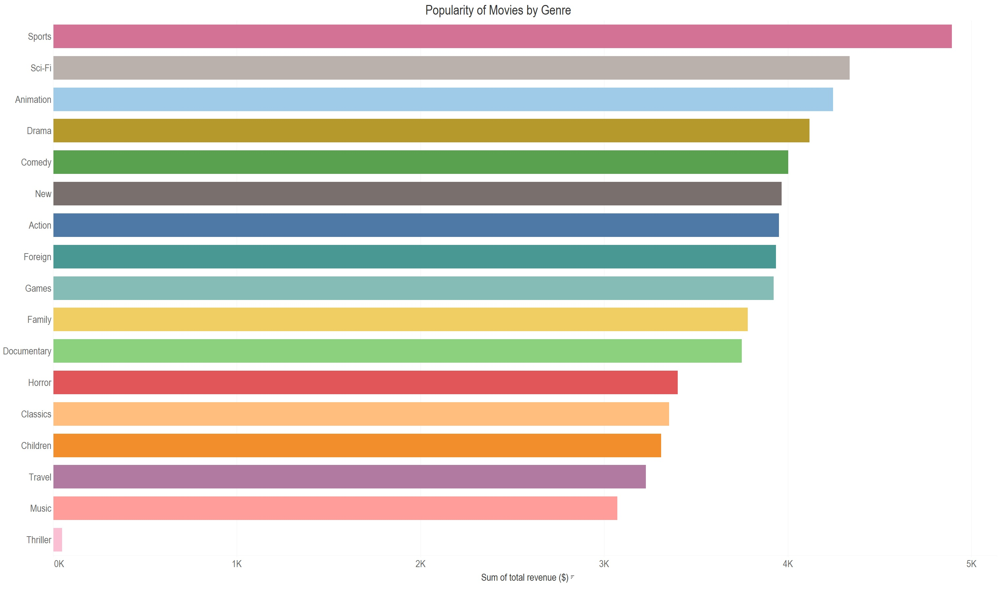 Popularity of Movies by Genre
Sports
Sci-Fi
Animation
Drama
Comedy
New
Action
Foreign
Games
Family
Documentary
Horror
Classics
Children
Travel
Music
Thriller
0K 1K 2K 3K 4K 5K
Sum of total revenue ($)